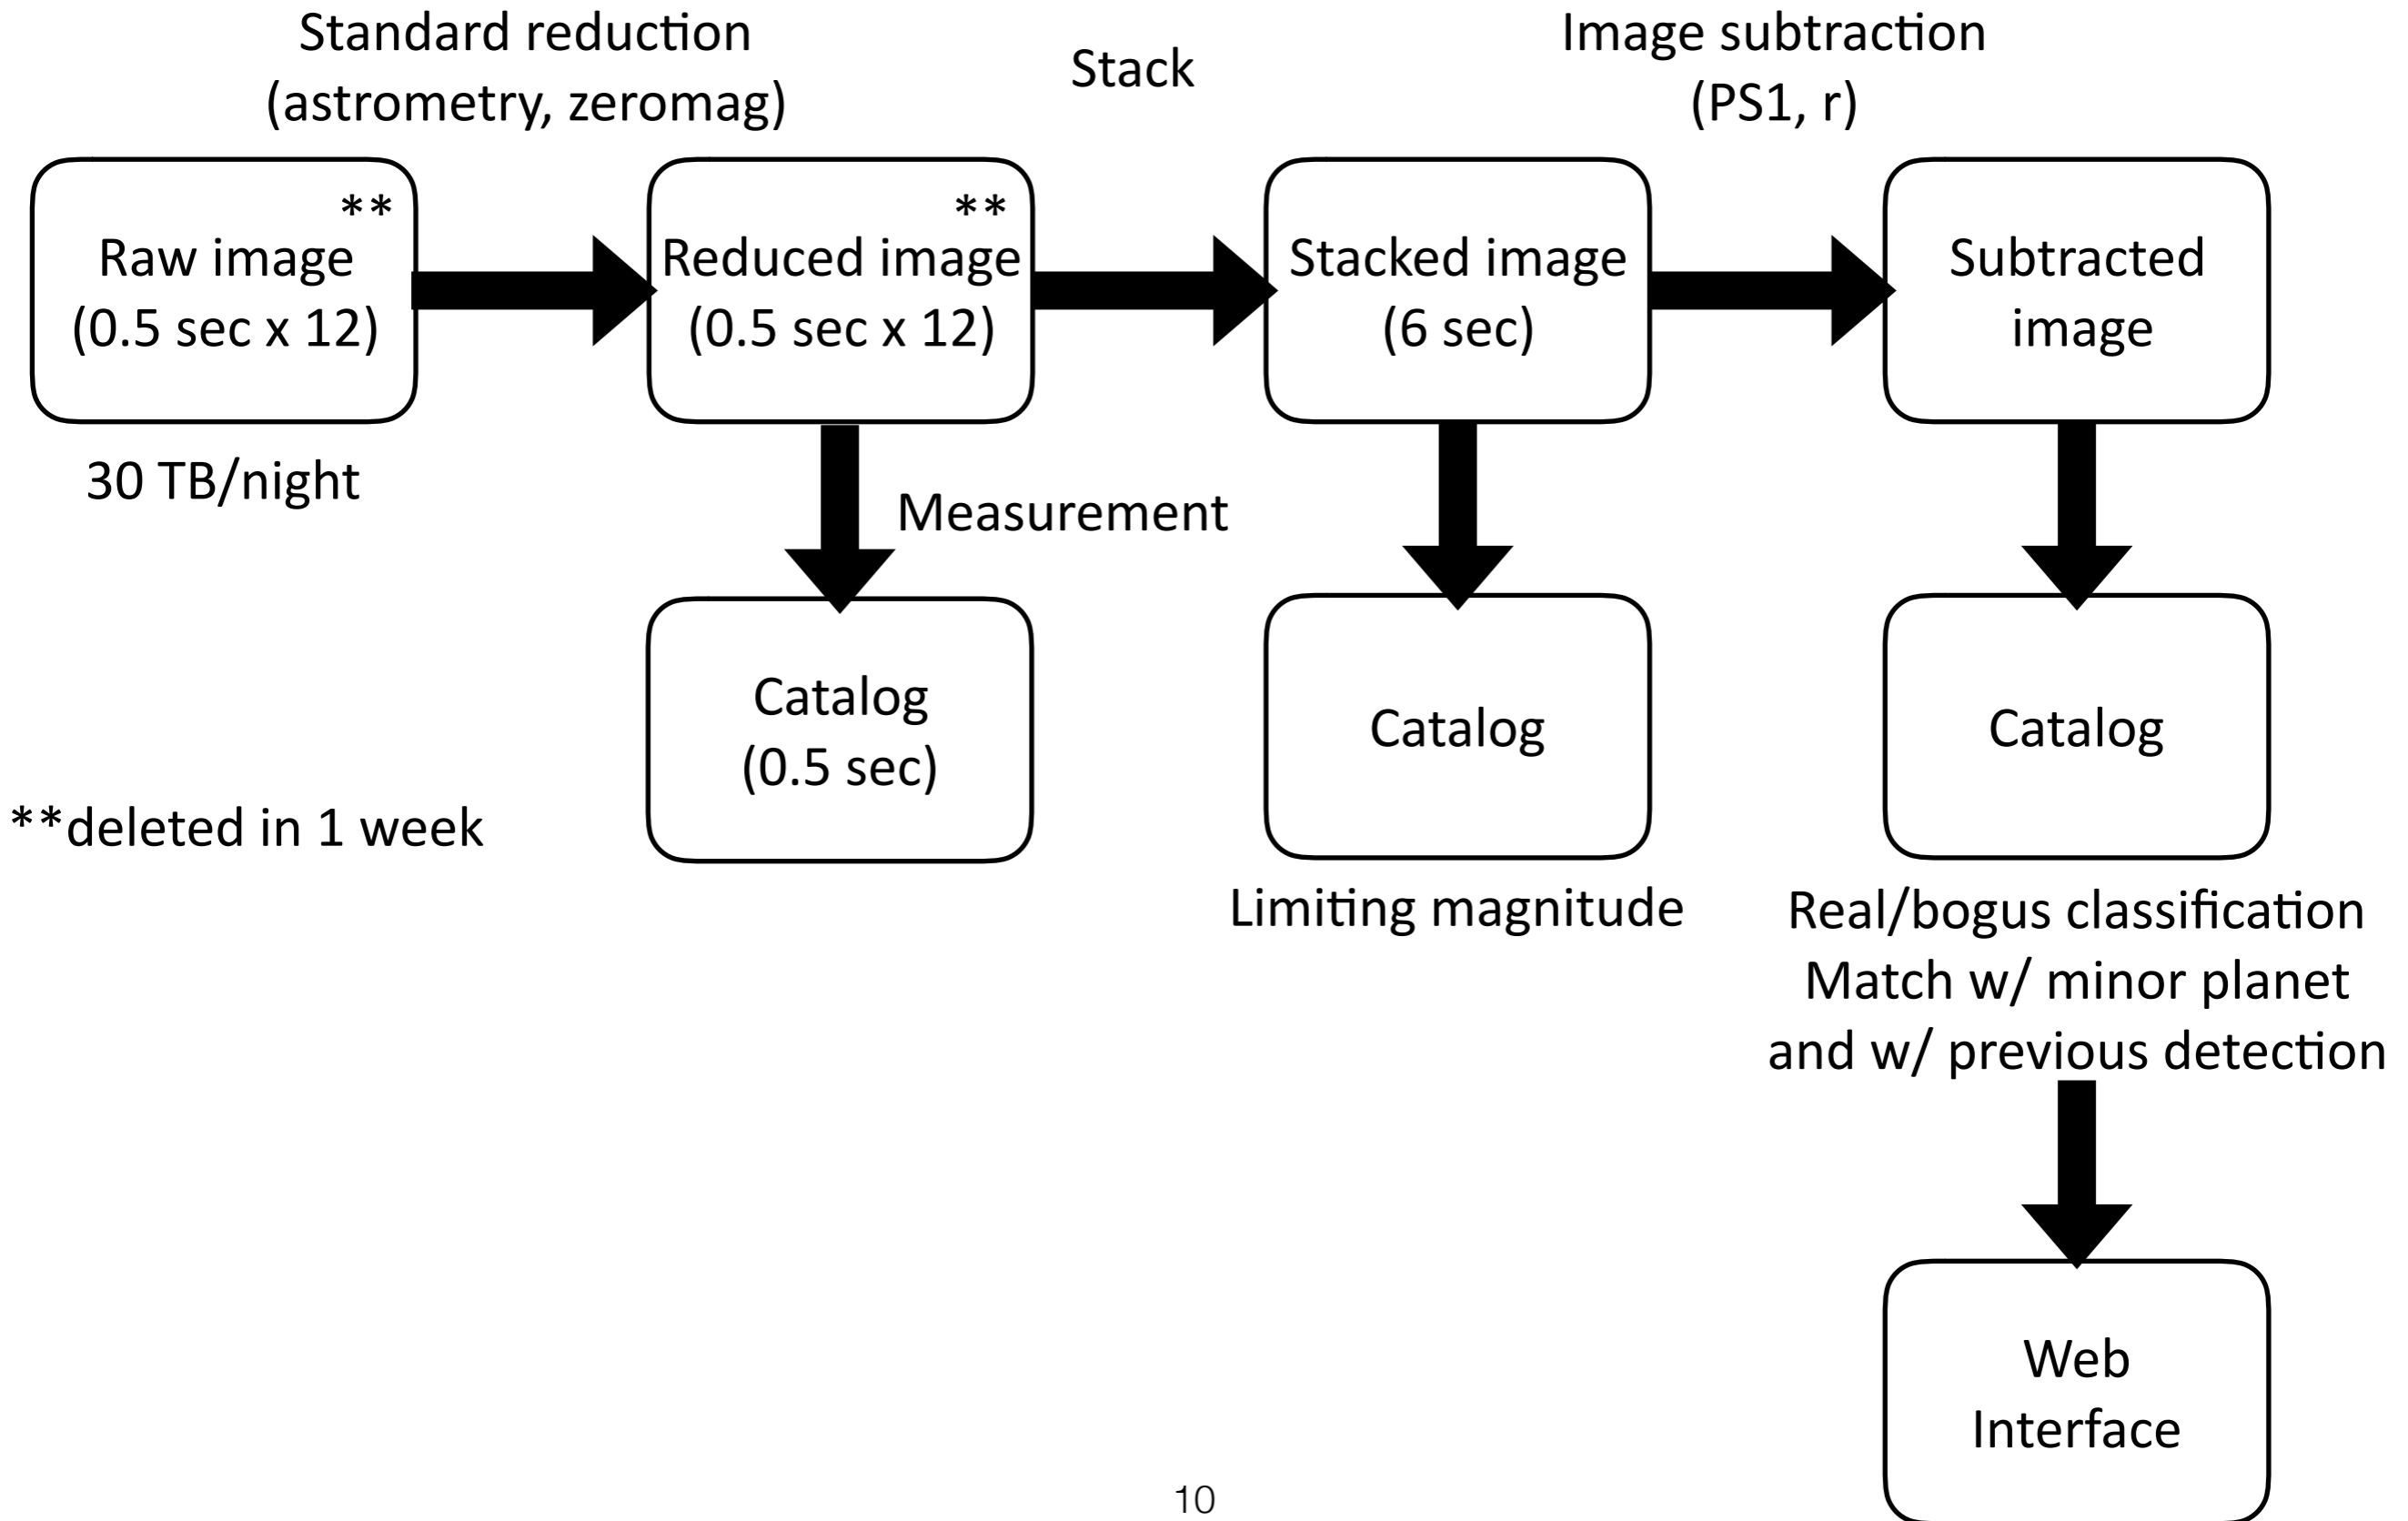 Standard reduction
(astrometry, zeromag)
Stack
Image subtraction
(PS1, r)
**
Raw image
(0.5 sec x 12)
**
Reduced image
(0.5 sec x 12)
Stacked image
(6 sec)
Subtracted
image
30 TB/night
Measurement
Catalog
(0.5 sec)
Catalog
Catalog
**deleted in 1 week
Limiting magnitude
Real/bogus classification
Match w/ minor planet
and w/ previous detection
Web
Interface
10